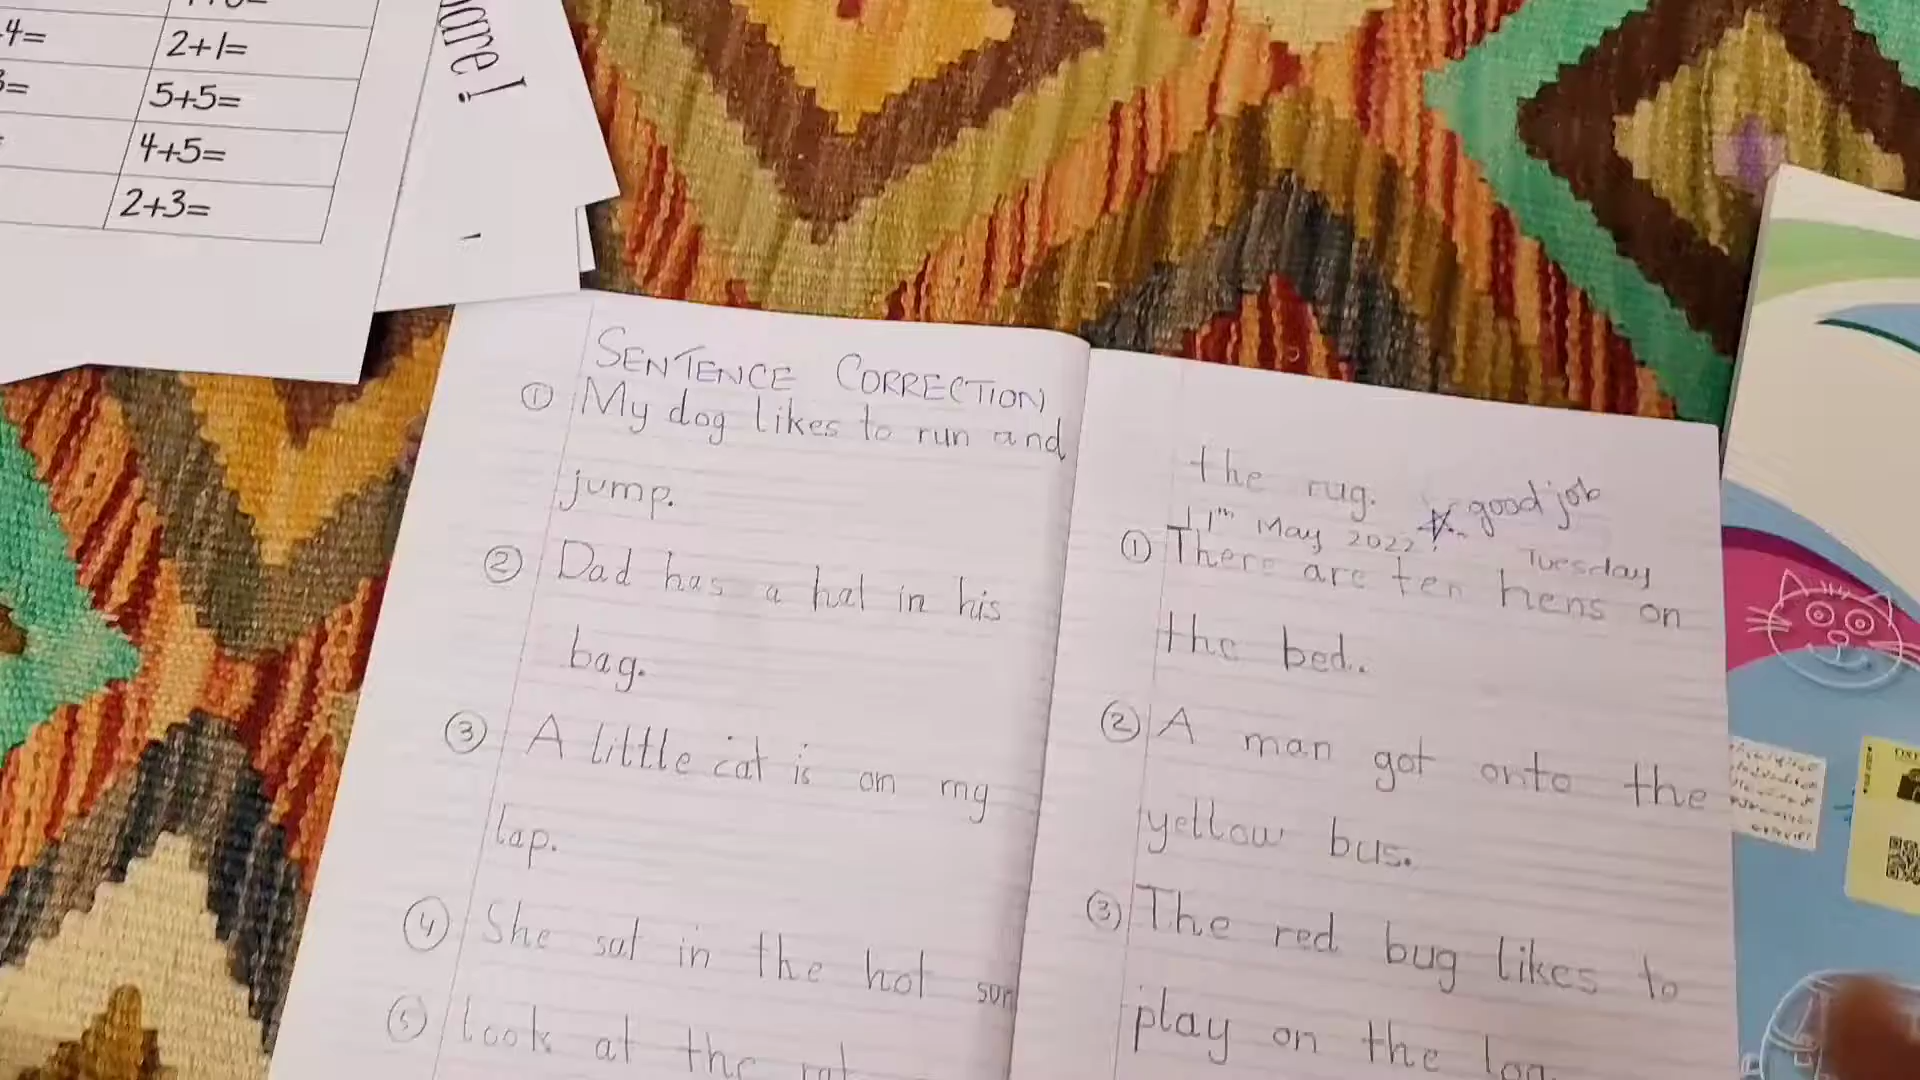 4=
2+1=
3=
5+5=
4+5=
2+3=
are!
SENTENCE CORRECTION
① My dog likes to run and
jump.
② Dad has a hat in his
bag.
③ A little cat is on my
lap.
④ She sat in the hot sun
⑤ look at the rat
the rug. good job
11th May 2022. Tuesday
① There are ten hens on
the bed.
② A man got onto the
yellow bus.
③ The red bug likes to
play on the log